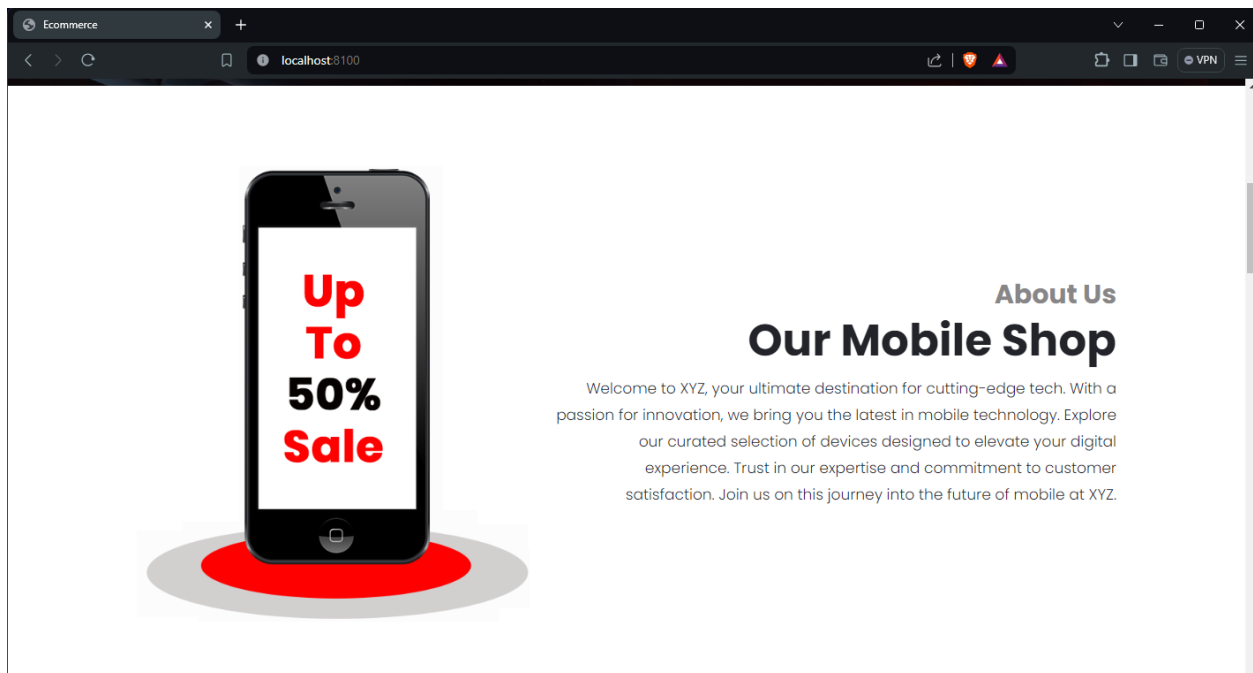 Ecommerce
localhost:8100
VPN
Up
To
50%
Sale
About Us
Our Mobile Shop
Welcome to XYZ, your ultimate destination for cutting-edge tech. With a
passion for innovation, we bring you the latest in mobile technology. Explore
our curated selection of devices designed to elevate your digital
experience. Trust in our expertise and commitment to customer
satisfaction. Join us on this journey into the future of mobile at XYZ.